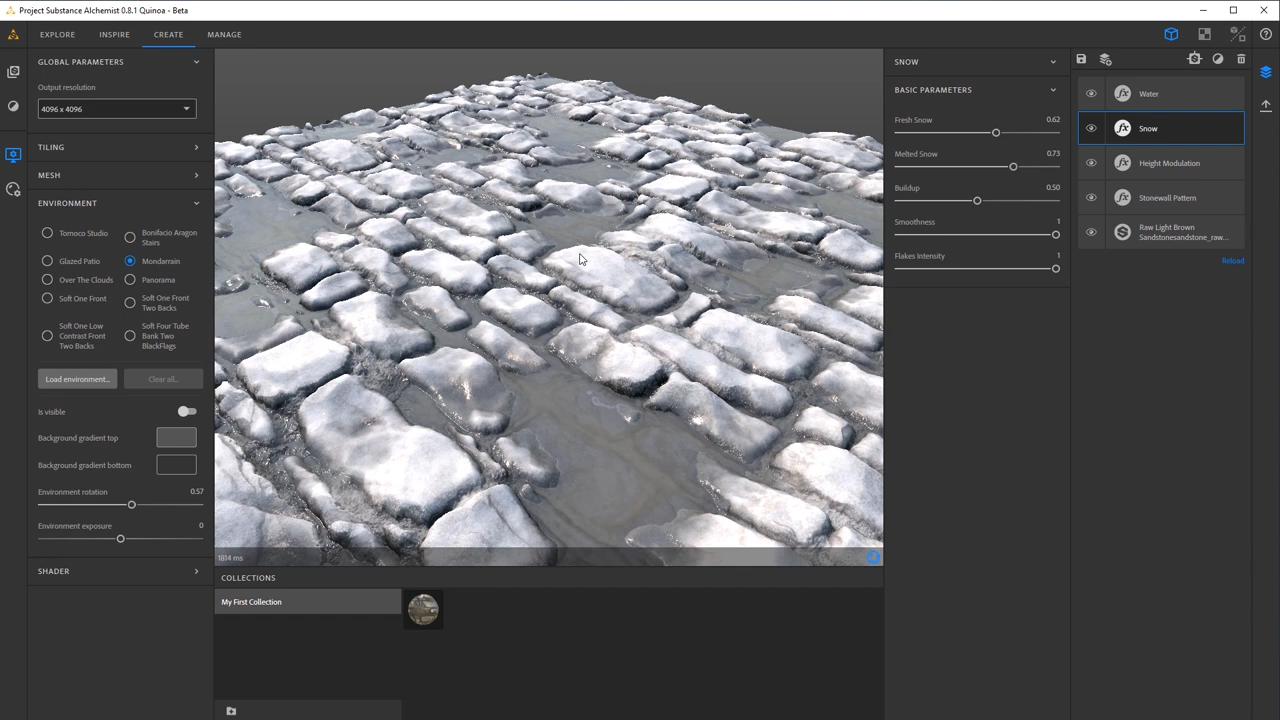 Project Substance Alchemist 0.8.1 Quinoa - Beta
EXPLORE
INSPIRE
CREATE
MANAGE
GLOBAL PARAMETERS
Output resolution
4096 x 4096
TILING
MESH
ENVIRONMENT
Tomoco Studio
Bonifacio Aragon
Stairs
Glazed Patio
Mondarrain
Over The Clouds
Panorama
Soft One Front
Soft One Front
Two Backs
Soft One Low
Contrast Front
Two Backs
Soft Four Tube
Bank Two
BlackFlags
Load environment...
Clear all...
Is visible
Background gradient top
Background gradient bottom
Environment rotation
0.57
Environment exposure
0
SHADER
1814 ms
COLLECTIONS
My First Collection
SNOW
BASIC PARAMETERS
Fresh Snow
0.62
Melted Snow
0.73
Buildup
0.50
Smoothness
1
Flakes Intensity
1
Water
Snow
Height Modulation
Stonewall Pattern
Raw Light Brown
Sandstonesandstone_raw...
Reload